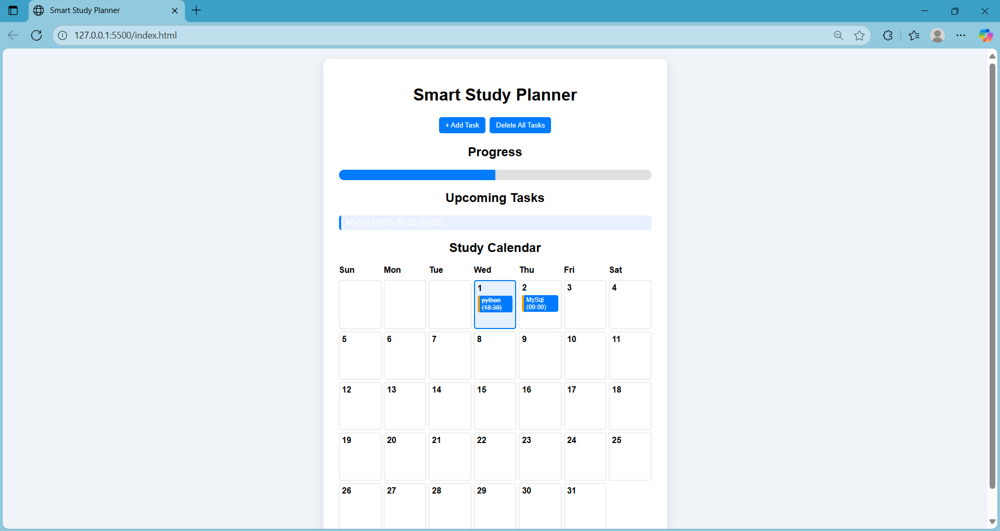 Smart Study Planner
127.0.0.1:5500/index.html
Smart Study Planner
+ Add Task Delete All Tasks
Progress
Upcoming Tasks
MySql (2025-10-02 09:00)
Study Calendar
Sun Mon Tue Wed Thu Fri Sat
1 2 3 4
python MySql
(18:30) (09:00)
5 6 7 8 9 10 11
12 13 14 15 16 17 18
19 20 21 22 23 24 25
26 27 28 29 30 31